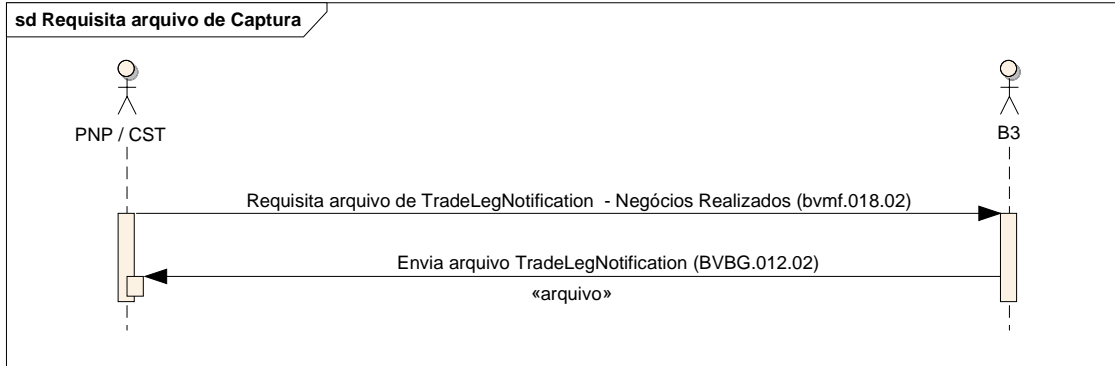 sd Requisita arquivo de Captura
PNP / CST
B3
Requisita arquivo de TradeLegNotification  - Negócios Realizados (bvmf.018.02)
Envia arquivo TradeLegNotification (BVBG.012.02)
«arquivo»